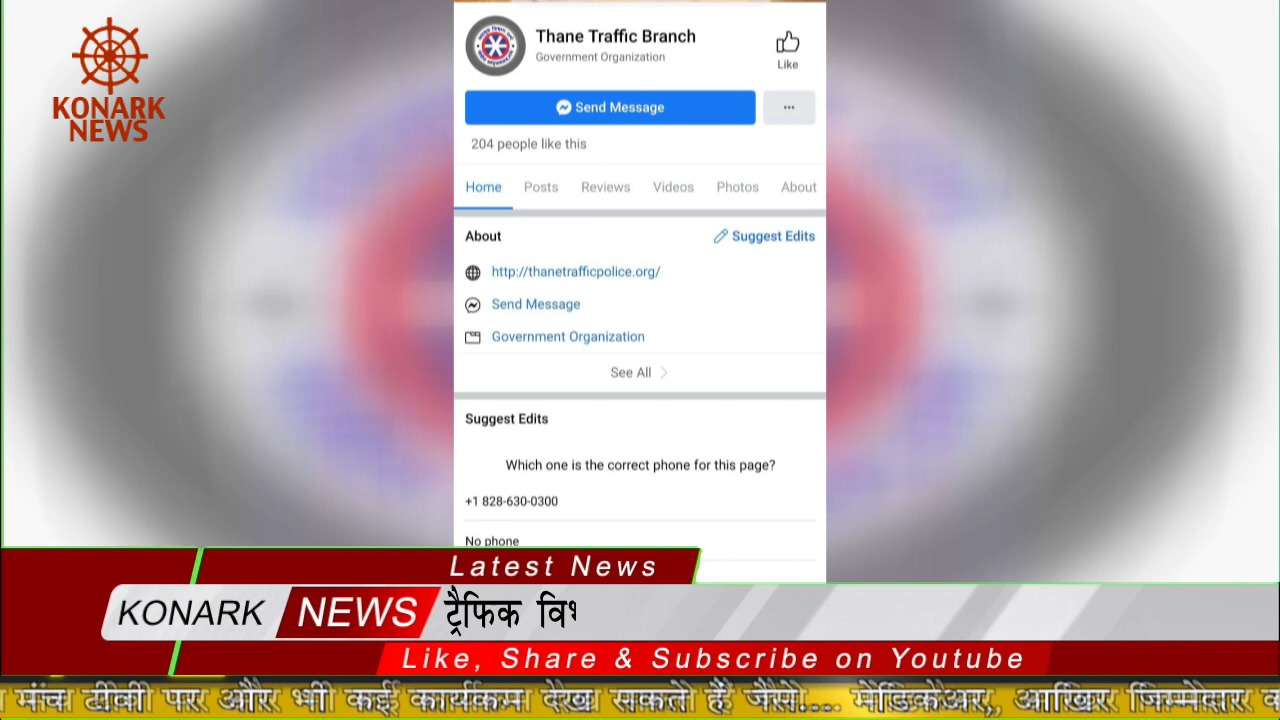 KONARK
NEWS
Thane Traffic Branch
Government Organization
Like
Send Message
204 people like this
Home Posts Reviews Videos Photos About
About
Suggest Edits
http://thanetrafficpolice.org/
Send Message
Government Organization
See All
Suggest Edits
Which one is the correct phone for this page?
+1 828-630-0300
No phone
Latest News
KONARK NEWS ट्रैफिक
Like, Share & Subscribe on Youtube
मंच टीवी पर और भी कई कार्यकम देख सकते हैं जैसे.... मेडिकेअर,, आखिर जिम्मेदार